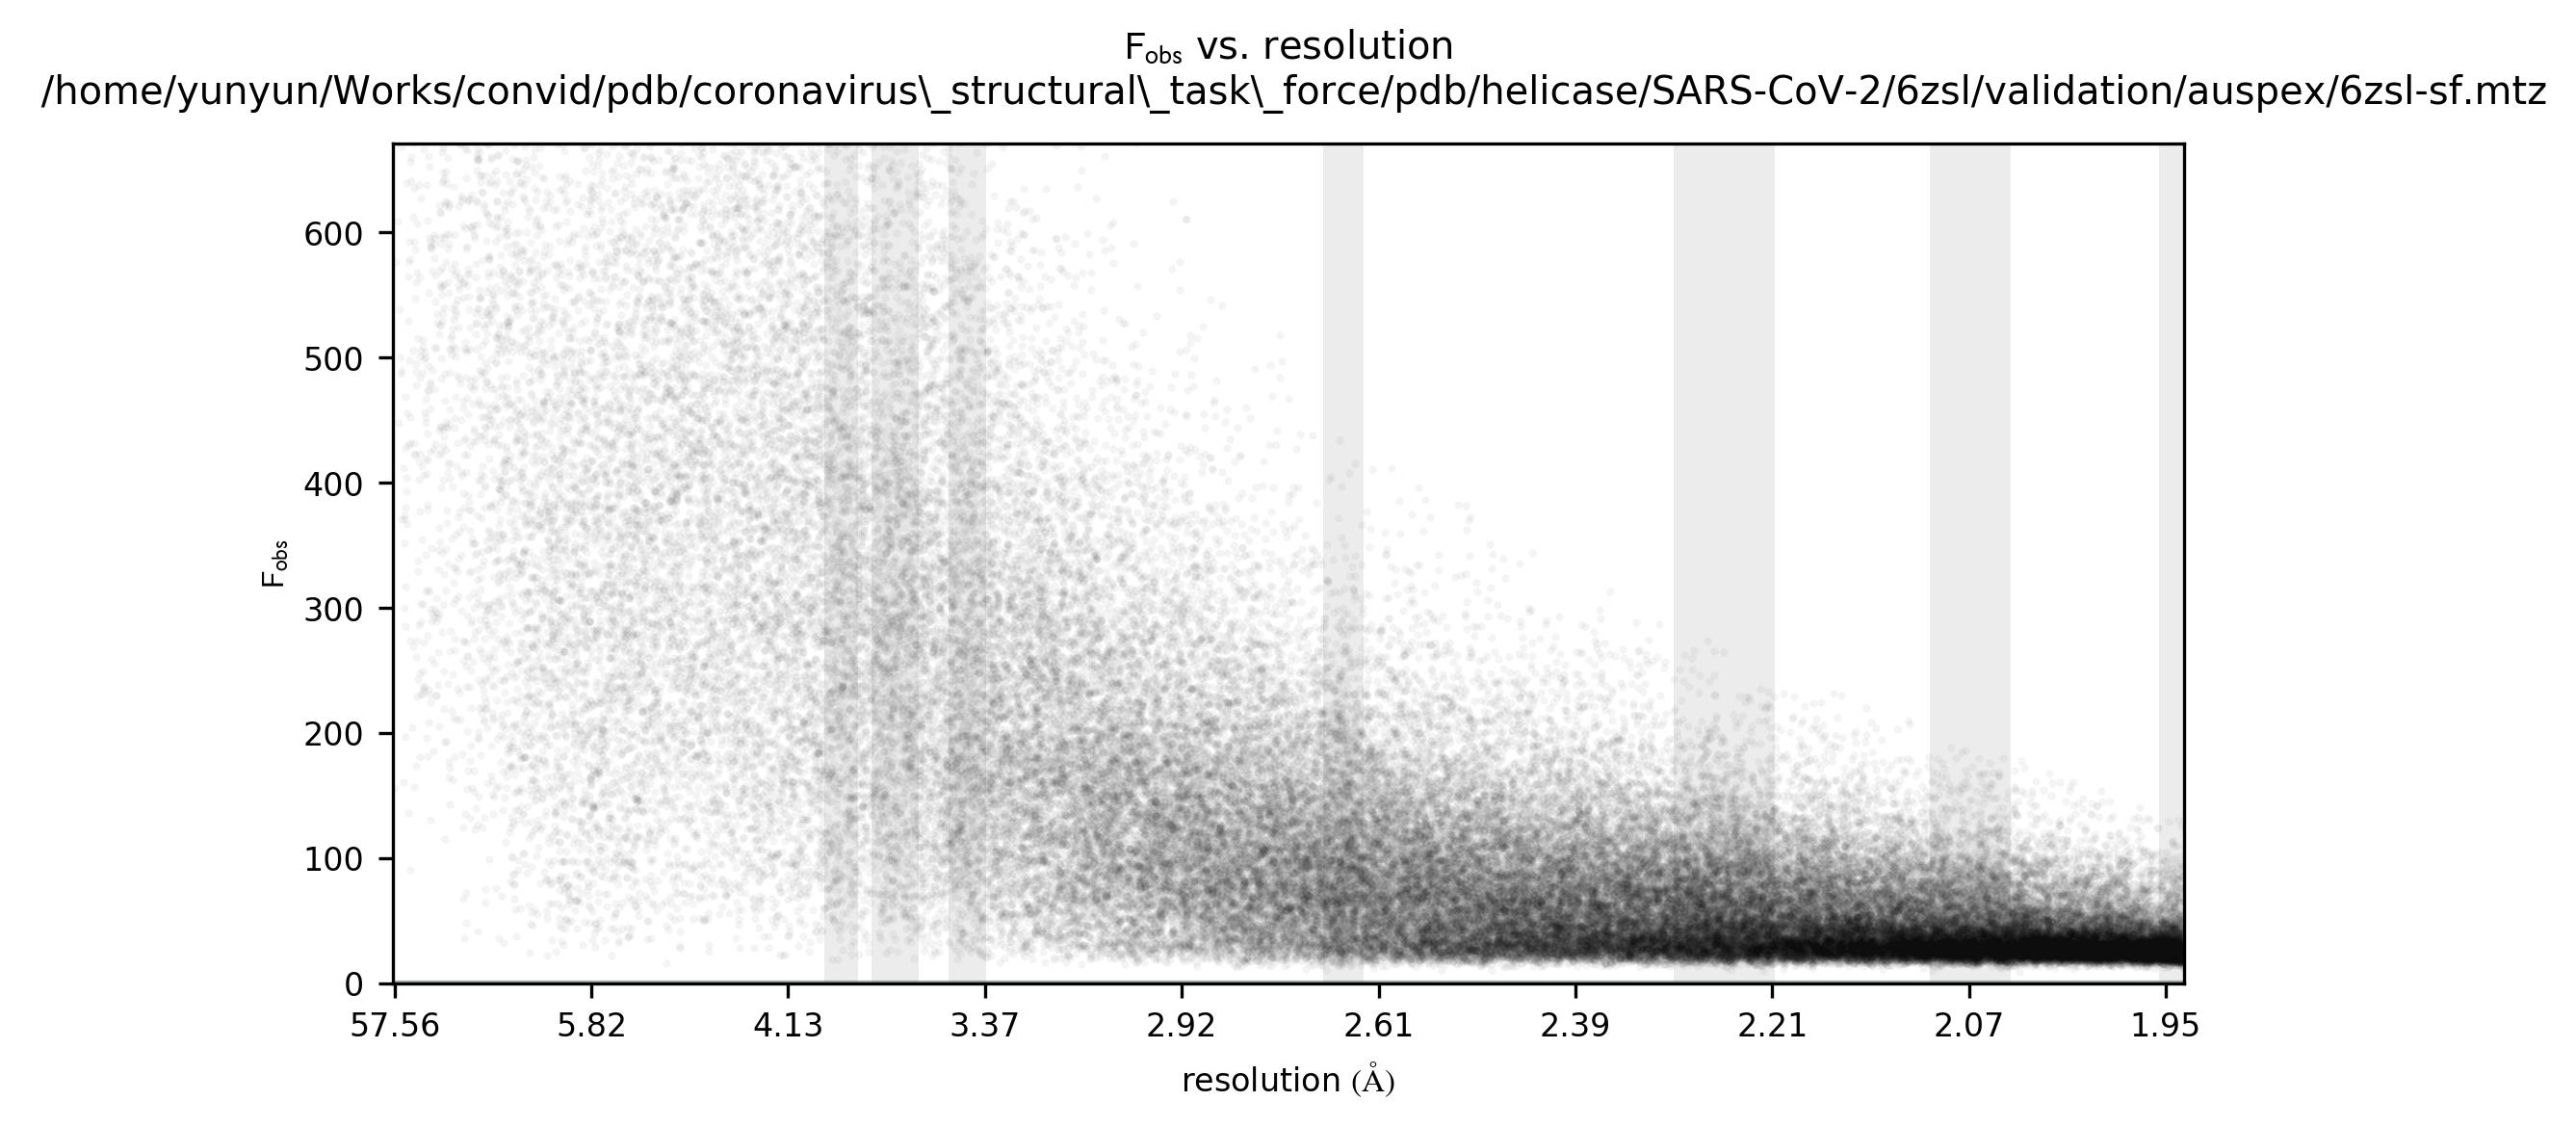 Fobs vs. resolution
/home/yunyun/Works/convid/pdb/coronavirus\_structural\_task\_force/pdb/helicase/SARS-CoV-2/6zsl/validation/auspex/6zsl-sf.mtz
600
500
400
Fobs
300
200
100
0
57.56 5.82 4.13 3.37 2.92 2.61 2.39 2.21 2.07 1.95
resolution (Å)